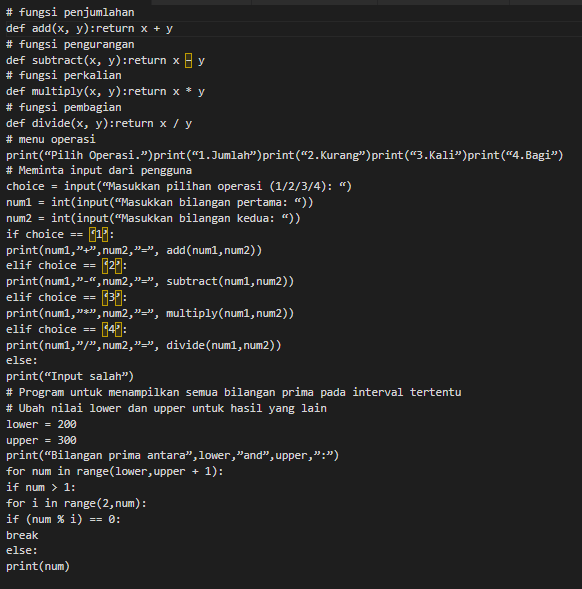 # fungsi penjumlahan
def add(x, y):return x + y
# fungsi pengurangan
def subtract(x, y):return x – y
# fungsi perkalian
def multiply(x, y):return x * y
# fungsi pembagian
def divide(x, y):return x / y
# menu operasi
print(“Pilih Operasi.”)print(“1.Jumlah”)print(“2.Kurang”)print(“3.Kali”)print(“4.Bagi”)
# Meminta input dari pengguna
choice = input(“Masukkan pilihan operasi (1/2/3/4): “)
num1 = int(input(“Masukkan bilangan pertama: “))
num2 = int(input(“Masukkan bilangan kedua: “))
if choice == ‘1’:
print(num1,”+”,num2,”=”, add(num1,num2))
elif choice == ‘2’:
print(num1,”-“,num2,”=”, subtract(num1,num2))
elif choice == ‘3’:
print(num1,”*”,num2,”=”, multiply(num1,num2))
elif choice == ‘4’:
print(num1,”/”,num2,”=”, divide(num1,num2))
else:
print(“Input salah”)
# Program untuk menampilkan semua bilangan prima pada interval tertentu
# Ubah nilai lower dan upper untuk hasil yang lain
lower = 200
upper = 300
print(“Bilangan prima antara”,lower,”and”,upper,”:”)
for num in range(lower,upper + 1):
if num > 1:
for i in range(2,num):
if (num % i) == 0:
break
else:
print(num)